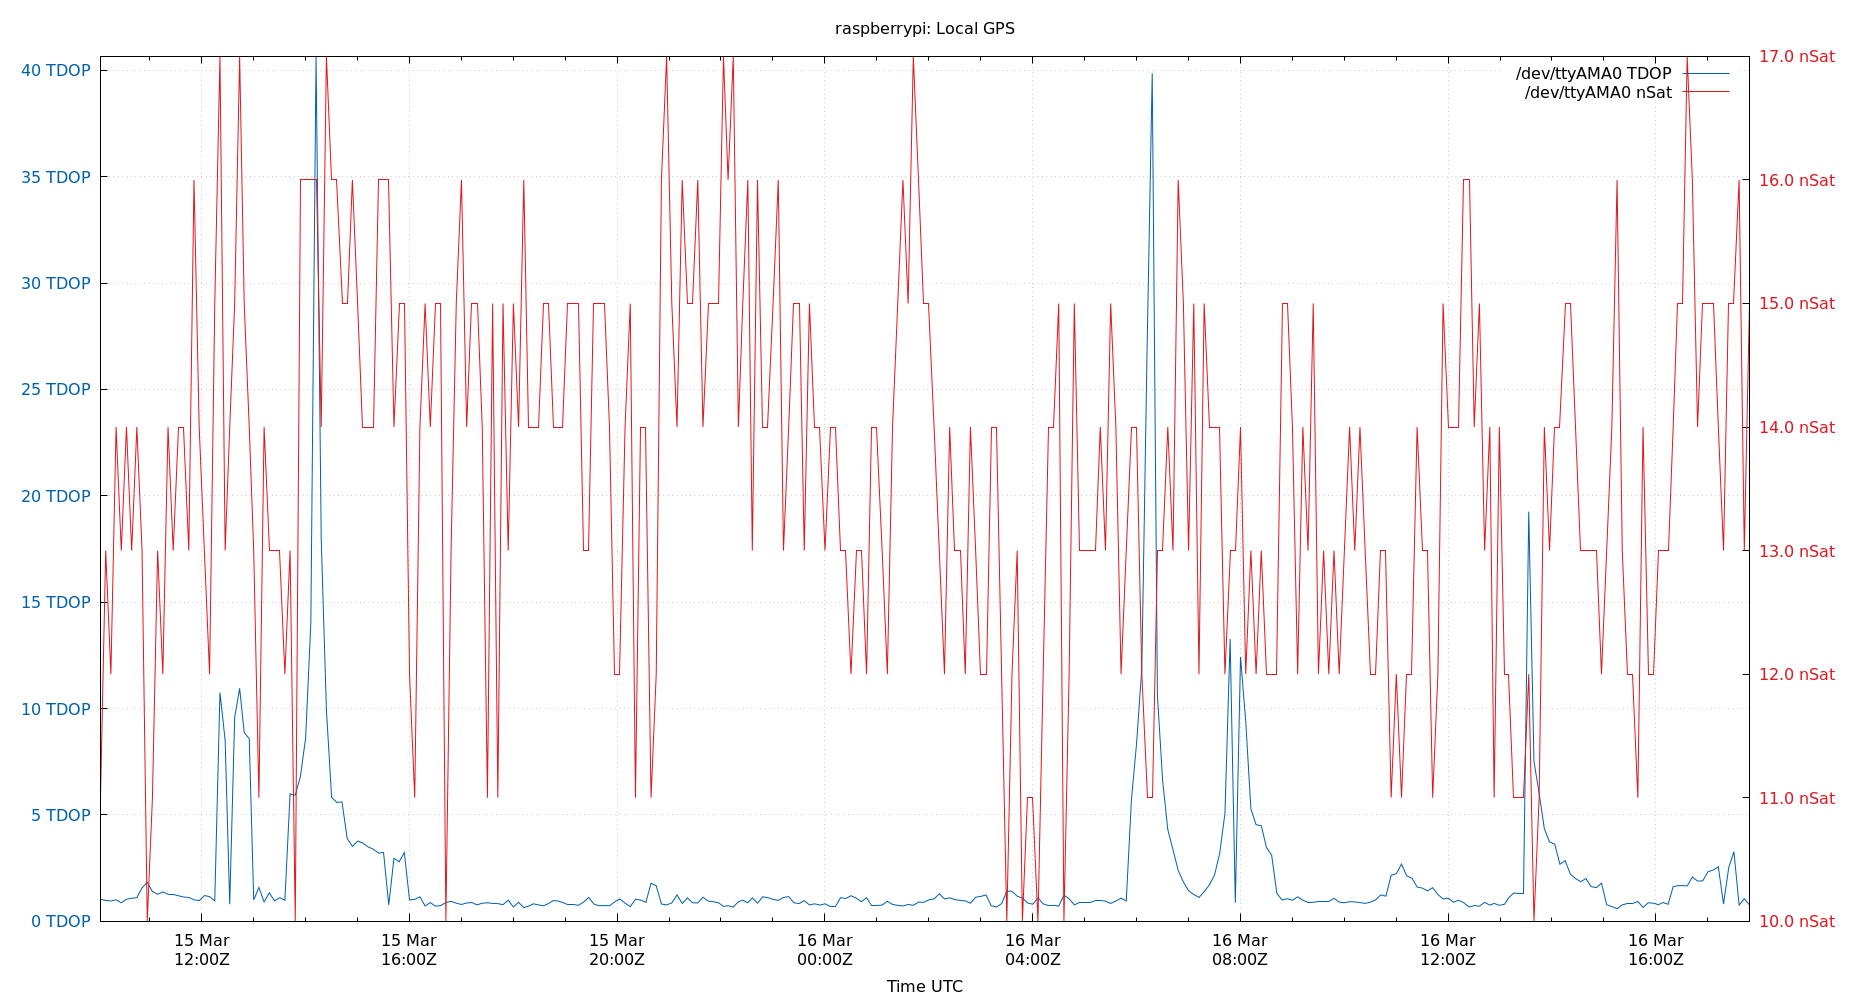 raspberrypi: Local GPS
40 TDOP
35 TDOP
30 TDOP
25 TDOP
20 TDOP
15 TDOP
10 TDOP
5 TDOP
0 TDOP
/dev/ttyAMA0 TDOP
/dev/ttyAMA0 nSat
17.0 nSat
16.0 nSat
15.0 nSat
14.0 nSat
13.0 nSat
12.0 nSat
11.0 nSat
10.0 nSat
15 Mar
12:00Z
15 Mar
16:00Z
15 Mar
20:00Z
16 Mar
00:00Z
16 Mar
04:00Z
16 Mar
08:00Z
16 Mar
12:00Z
16 Mar
16:00Z
Time UTC